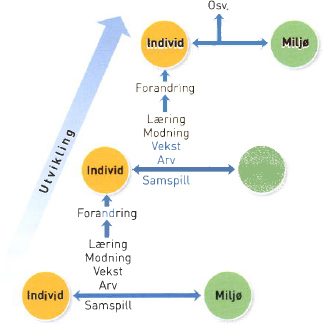 Osv.
Individ
Miljø
Forandring
Læring
Modning
Vekst
Arv
Individ
Samspill
Utvikling
Forandring
Læring
Modning
Vekst
Arv
Individ
Miljø
Samspill